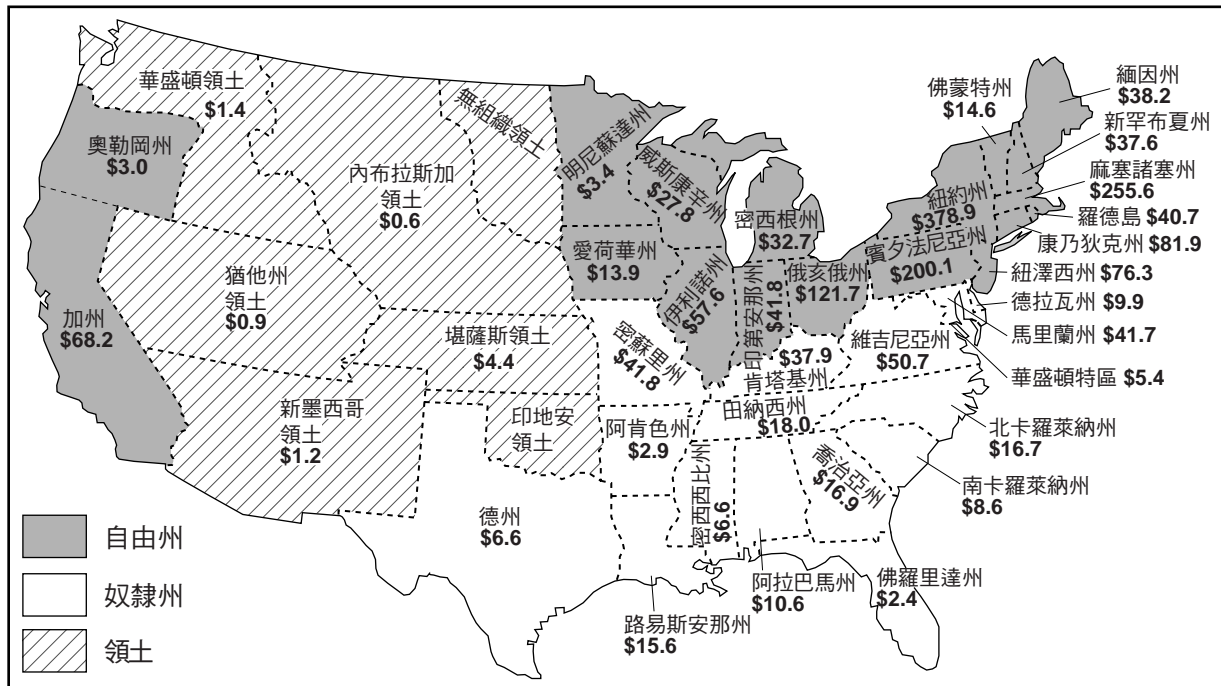 華盛頓領土
$1.4
奧勒岡州
$3.0
無組織領土
內布拉斯加
領土
$0.6
猶他州
領土
$0.9
加州
$68.2
堪薩斯領土
$4.4
新墨西哥
領土
$1.2
印地安
領土
明尼蘇達州
$3.4
威斯康辛州
$27.8
密西根州
$32.7
愛荷華州
$13.9
伊利諾州
$57.6
印第安那州
$41.8
俄亥俄州
$121.7
賓夕法尼亞州
$200.1
紐約州
$378.9
佛蒙特州
$14.6
緬因州
$38.2
新罕布夏州
$37.6
麻塞諸塞州
$255.6
羅德島 $40.7
康乃狄克州 $81.9
紐澤西州 $76.3
德拉瓦州 $9.9
馬里蘭州 $41.7
華盛頓特區 $5.4
維吉尼亞州
$50.7
密蘇里州
$41.8
$37.9
肯塔基州
田納西州
$18.0
北卡羅萊納州
$16.7
南卡羅萊納州
$8.6
阿肯色州
$2.9
密西西比州
$6.6
喬治亞州
$16.9
德州
$6.6
阿拉巴馬州
$10.6
佛羅里達州
$2.4
路易斯安那州
$15.6
自由州
奴隸州
領土